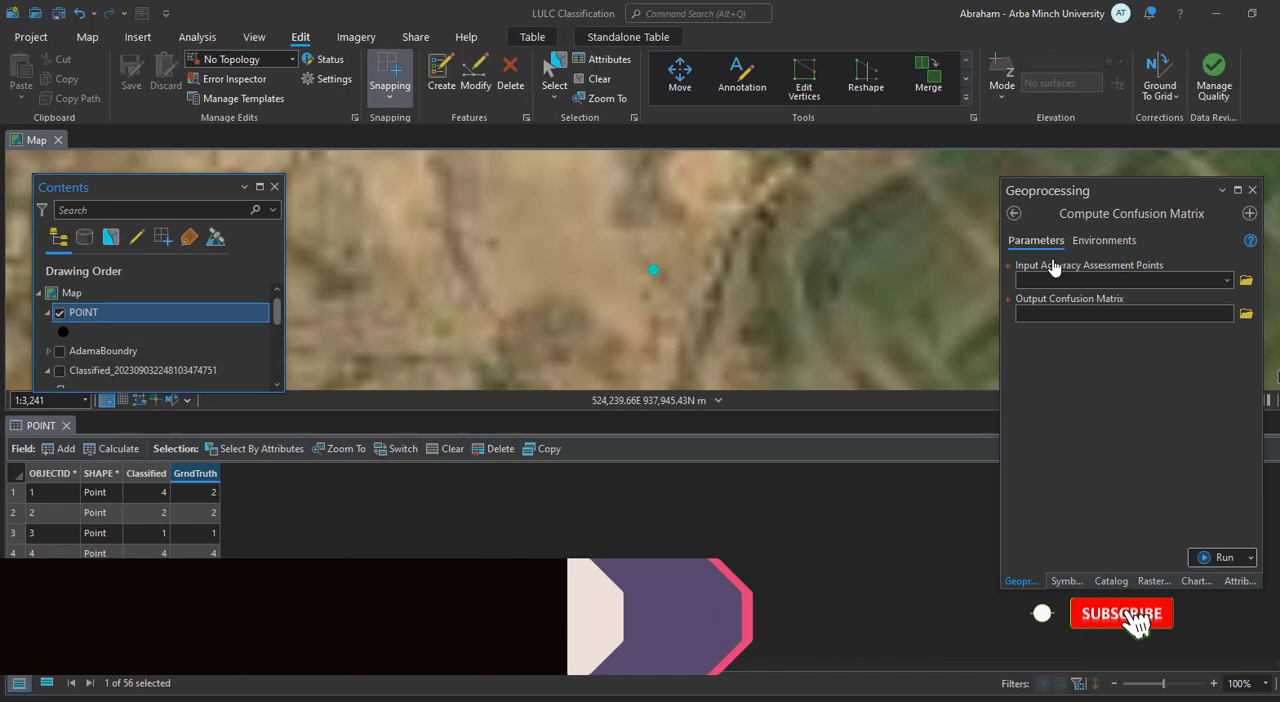 LULC Classification
Command Search (Alt+Q)
Abraham - Arba Minch University
AT
?
Project
Map
Insert
Analysis
View
Edit
Imagery
Share
Help
Table
Standalone Table
Paste
Cut
Copy
Copy Path
Clipboard
Save
Discard
No Topology
Status
Error Inspector
Settings
Manage Templates
Manage Edits
Snapping
Snapping
Create
Modify
Delete
Features
Select
Attributes
Clear
Zoom To
Selection
Move
Annotation
Edit
Vertices
Reshape
Merge
Tools
Mode
ft
No surfaces
Elevation
Ground
To Grid
Corrections
Manage
Quality
Data Revi...
Map
Contents
Search
Drawing Order
Map
POINT
AdamaBoundry
Classified_202309032248103474751
1:3,241
524,239.66E 937,945.43N m
Geoprocessing
Compute Confusion Matrix
Parameters
Environments
* Input Accuracy Assessment Points
* Output Confusion Matrix
Run
Geopr...
Symb...
Catalog
Raster...
Chart...
Attrib...
POINT
Field: Add Calculate Selection: Select By Attributes Zoom To Switch Clear Delete Copy
OBJECTID * SHAPE * Classified GrndTruth
1 1 Point 4 2
2 2 Point 2 2
3 3 Point 1 1
4 4 Point 4 4
SUBSCRIBE
1 of 56 selected
Filters:
100%